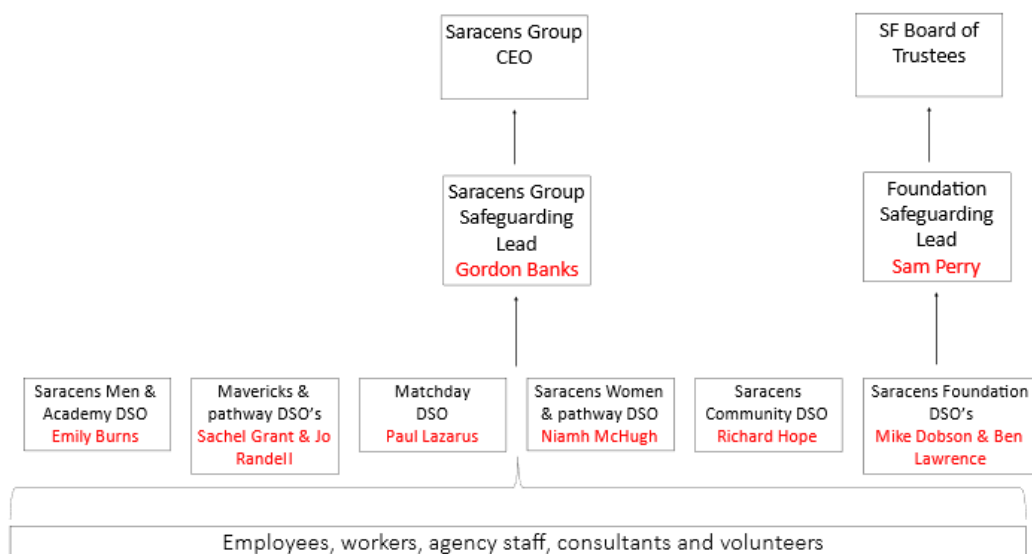 Saracens Group
CEO
SF Board of
Trustees
Saracens Group
Safeguarding
Lead
Gordon Banks
Foundation
Safeguarding
Lead
Sam Perry
Saracens Men &
Academy DSO
Emily Burns
Mavericks &
pathway DSO's
Sachel Grant & Jo
Randell
Matchday
DSO
Paul Lazarus
Saracens Women
& pathway DSO
Niamh McHugh
Saracens
Community DSO
Richard Hope
Saracens Foundation
DSO's
Mike Dobson & Ben
Lawrence
Employees, workers, agency staff, consultants and volunteers